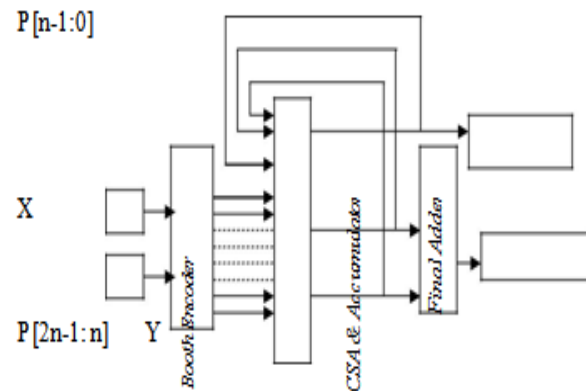 P[n-1:0]
X
P[2n-1:n] Y
Booth Encoder
CSA & Accumulator
Final Adder